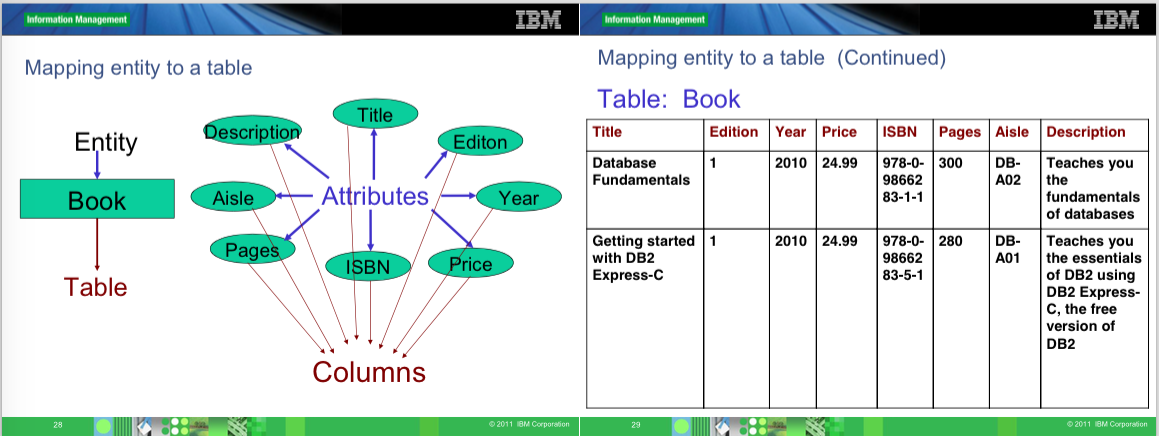 Information Management
IBM
Mapping entity to a table
Entity
Book
Table
Title
Description
Editon
Aisle
Attributes
Year
Pages
ISBN
Price
Columns
28
© 2011 IBM Corporation
Information Management
IBM
Mapping entity to a table (Continued)
Table: Book
Title Edition Year Price ISBN Pages Aisle Description
Database 1 2010 24.99 978-0- 300 DB- Teaches you
Fundamentals 98662 A02 the
83-1-1 fundamentals
of databases
Getting started 1 2010 24.99 978-0- 280 DB- Teaches you
with DB2 98662 A01 the essentials
Express-C 83-5-1 of DB2 using
DB2 Express-
C, the free
version of
DB2
29
© 2011 IBM Corporation